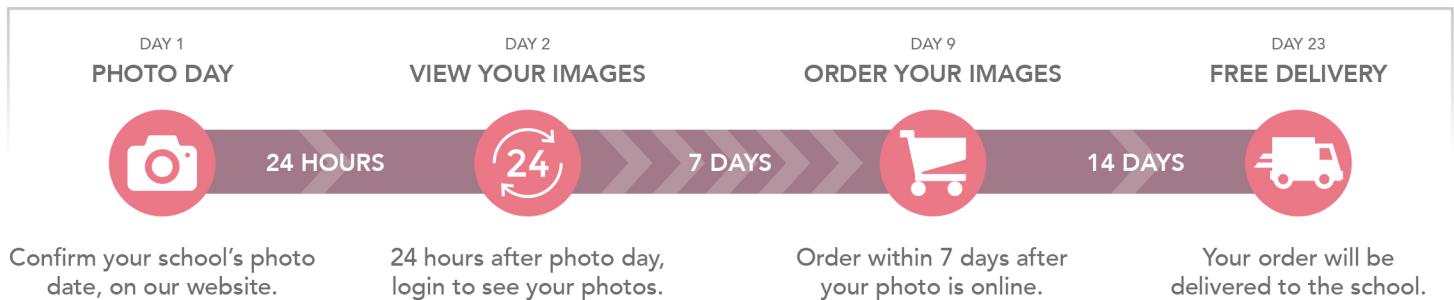 DAY 1
PHOTO DAY
DAY 2
VIEW YOUR IMAGES
DAY 9
ORDER YOUR IMAGES
DAY 23
FREE DELIVERY
24 HOURS
24
7 DAYS
14 DAYS
Confirm your school's photo
date, on our website.
24 hours after photo day,
login to see your photos.
Order within 7 days after
your photo is online.
Your order will be
delivered to the school.